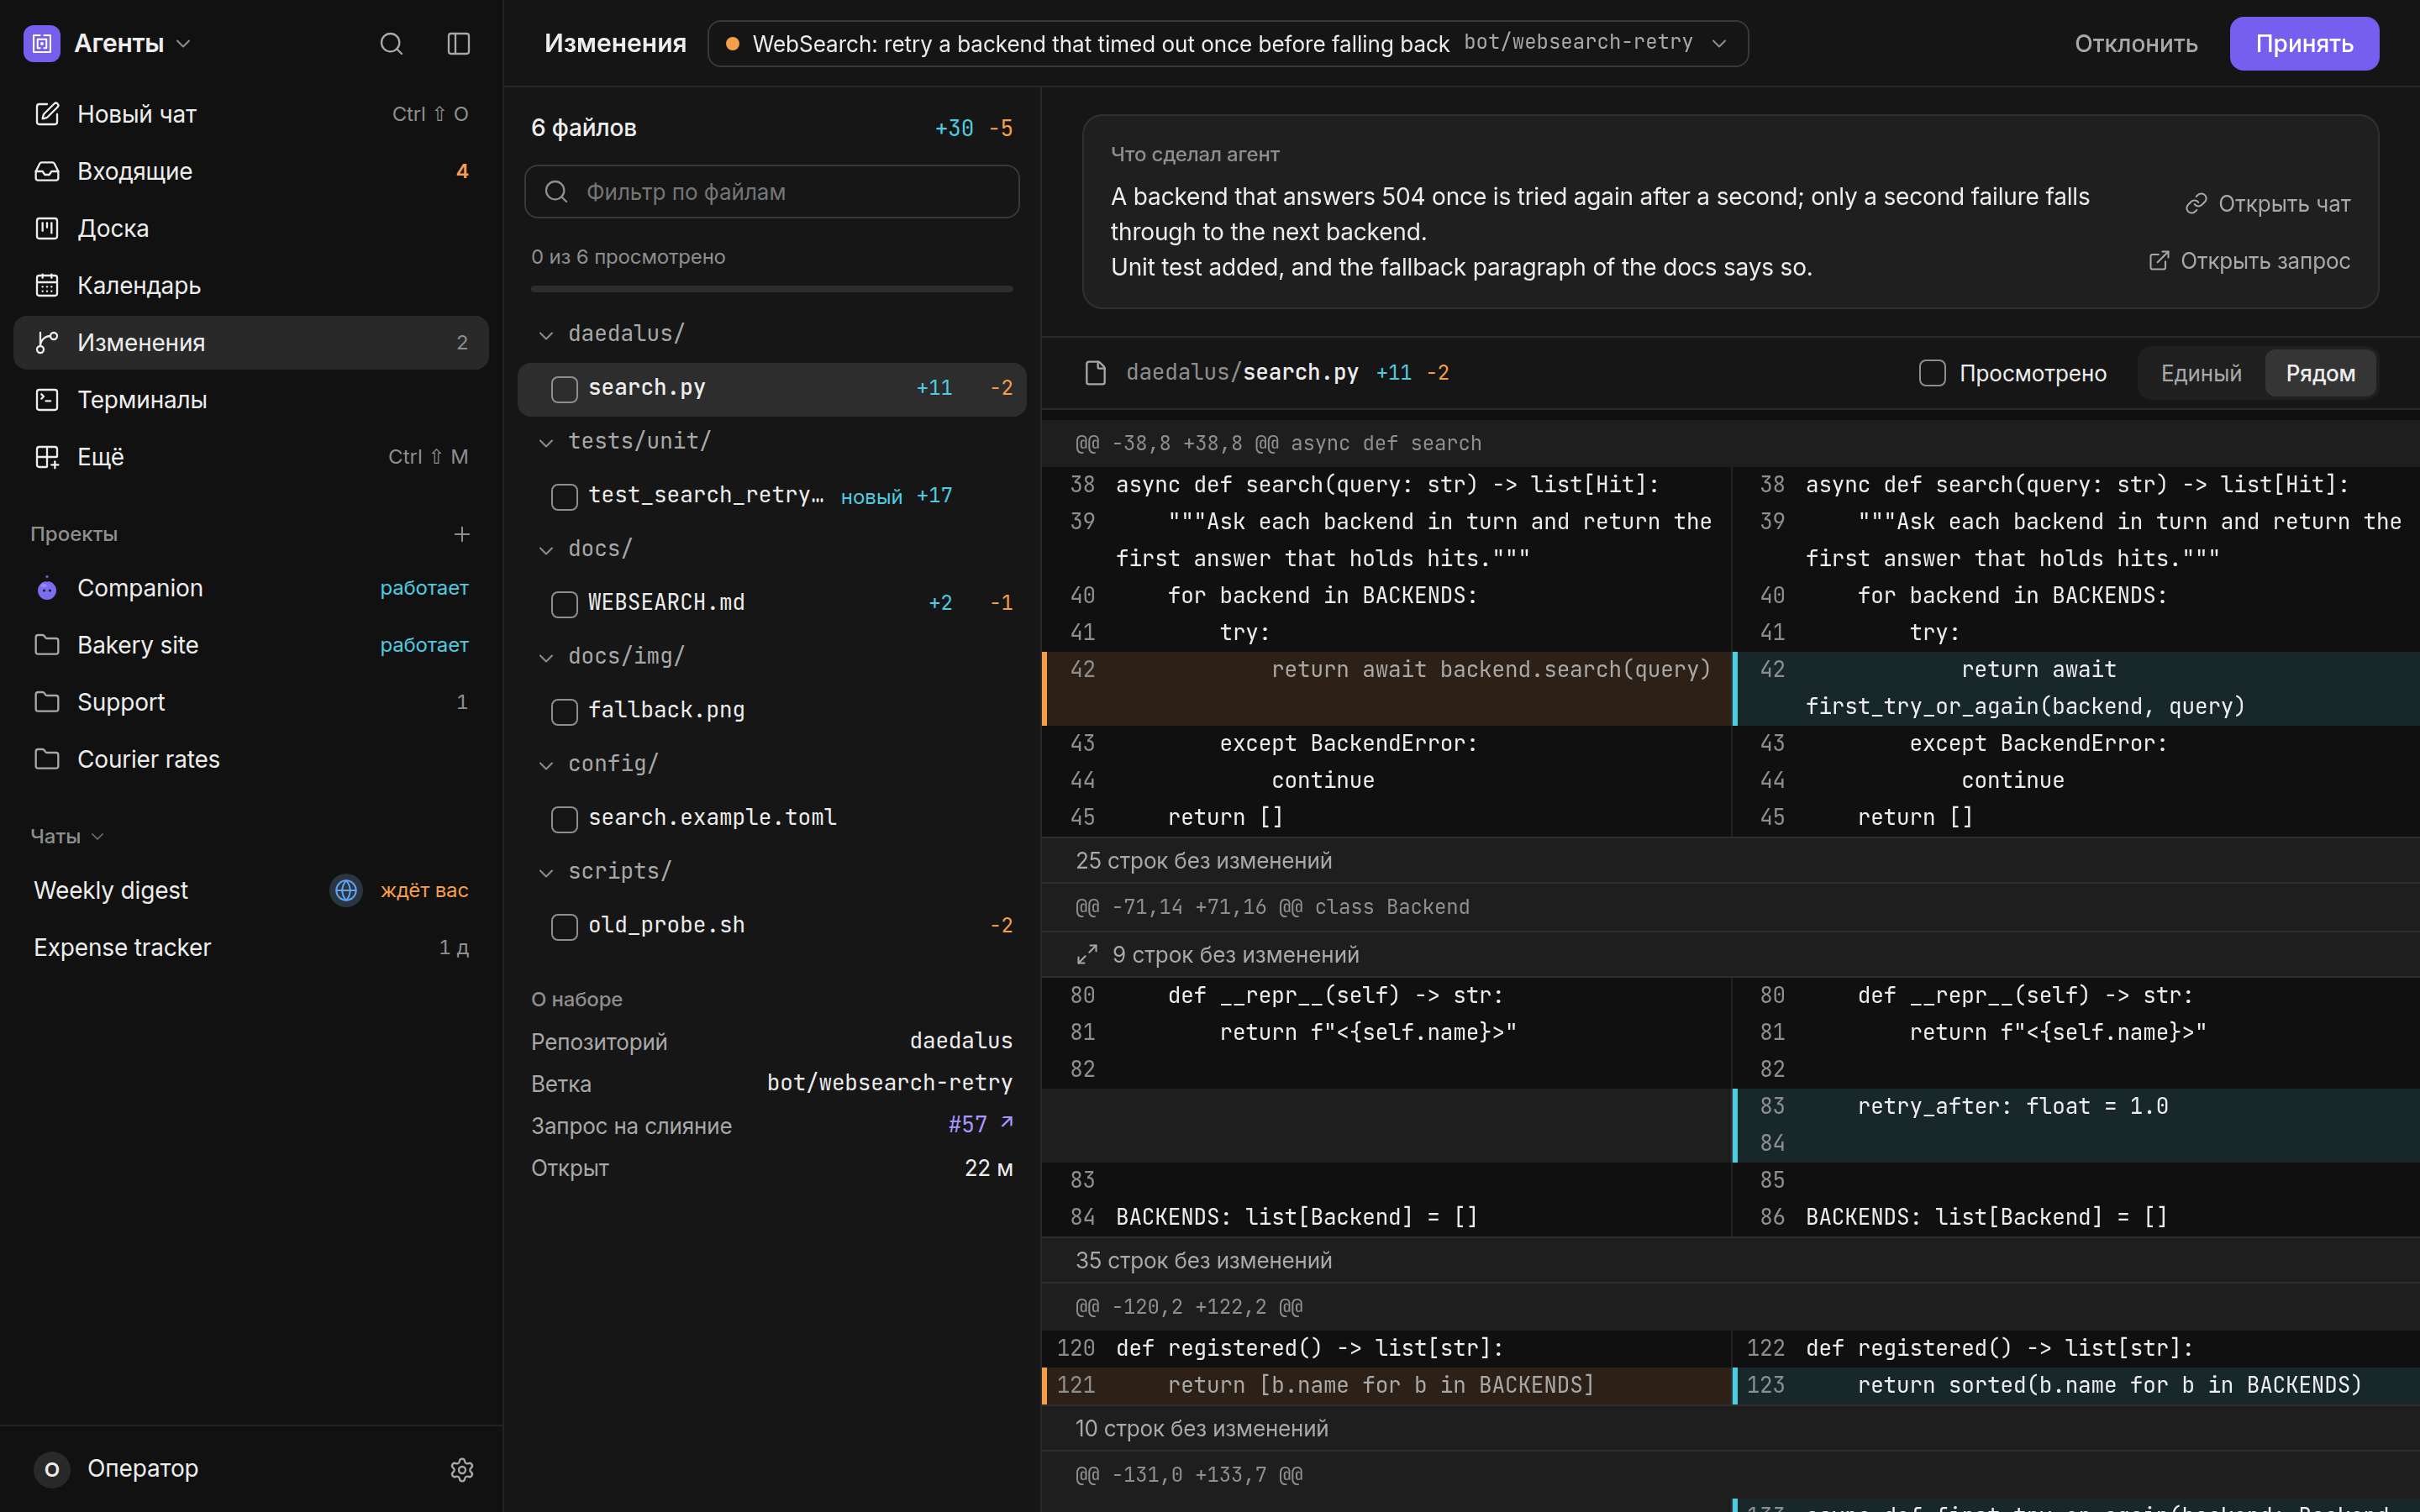 Агенты
Новый чат Ctrl ⇧ O
Входящие 4
Доска
Календарь
Изменения 2
Терминалы
Ещё Ctrl ⇧ M
Проекты
Companion работает
Bakery site работает
Support 1
Courier rates
Чаты
Weekly digest ждёт вас
Expense tracker 1 д
О Оператор
Изменения WebSearch: retry a backend that timed out once before falling back bot/websearch-retry Отклонить Принять
6 файлов +30 -5
Фильтр по файлам
0 из 6 просмотрено
daedalus/
search.py +11 -2
tests/unit/
test_search_retry… новый +17
docs/
WEBSEARCH.md +2 -1
docs/img/
fallback.png
config/
search.example.toml
scripts/
old_probe.sh -2
О наборе
Репозиторий daedalus
Ветка bot/websearch-retry
Запрос на слияние #57
Открыт 22 м
Что сделал агент
A backend that answers 504 once is tried again after a second; only a second failure falls
through to the next backend.
Unit test added, and the fallback paragraph of the docs says so.
Открыть чат
Открыть запрос
daedalus/search.py +11 -2 Просмотрено Единый Рядом
@@ -38,8 +38,8 @@ async def search
38 async def search(query: str) -> list[Hit]: 38 async def search(query: str) -> list[Hit]:
39 """Ask each backend in turn and return the 39 """Ask each backend in turn and return the
first answer that holds hits.""" first answer that holds hits."""
40 for backend in BACKENDS: 40 for backend in BACKENDS:
41 try: 41 try:
42 return await backend.search(query) 42 return await
first_try_or_again(backend, query)
43 except BackendError: 43 except BackendError:
44 continue 44 continue
45 return [] 45 return []
25 строк без изменений
@@ -71,14 +71,16 @@ class Backend
9 строк без изменений
80 def __repr__(self) -> str: 80 def __repr__(self) -> str:
81 return f"<{self.name}>" 81 return f"<{self.name}>"
82 82
83 retry_after: float = 1.0
84
83 85
84 BACKENDS: list[Backend] = [] 86 BACKENDS: list[Backend] = []
35 строк без изменений
@@ -120,2 +122,2 @@
120 def registered() -> list[str]: 122 def registered() -> list[str]:
121 return [b.name for b in BACKENDS] 123 return sorted(b.name for b in BACKENDS)
10 строк без изменений
@@ -131,0 +133,7 @@